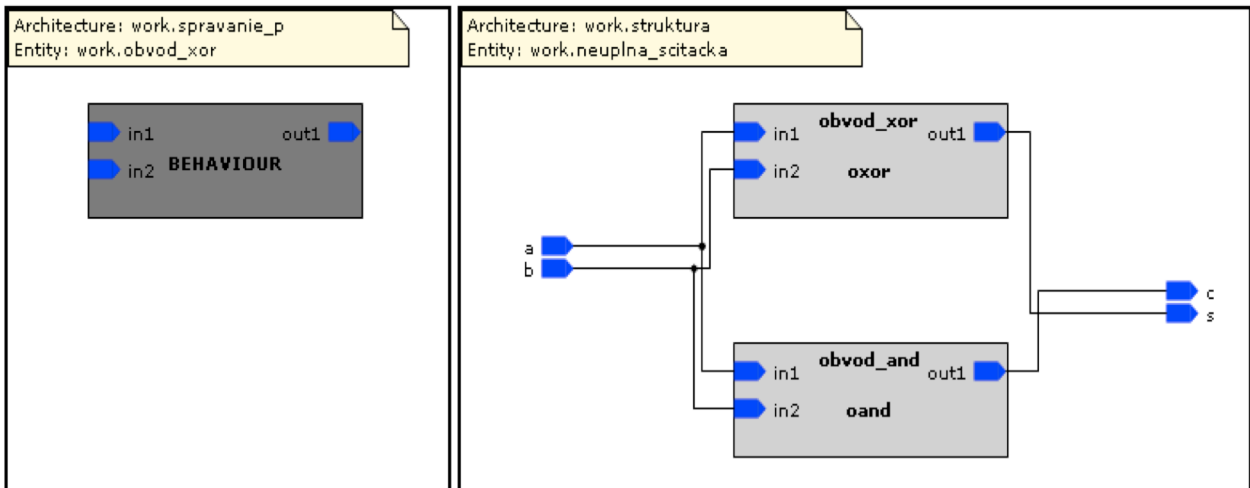 Architecture: work.spravanie_p
Entity: work.obvod_xor
in1
out1
in2
BEHAVIOUR
Architecture: work.struktura
Entity: work.neuplna_scitacka
obvod_xor
in1
out1
in2
oxor
a
b
c
s
obvod_and
in1
out1
in2
oand